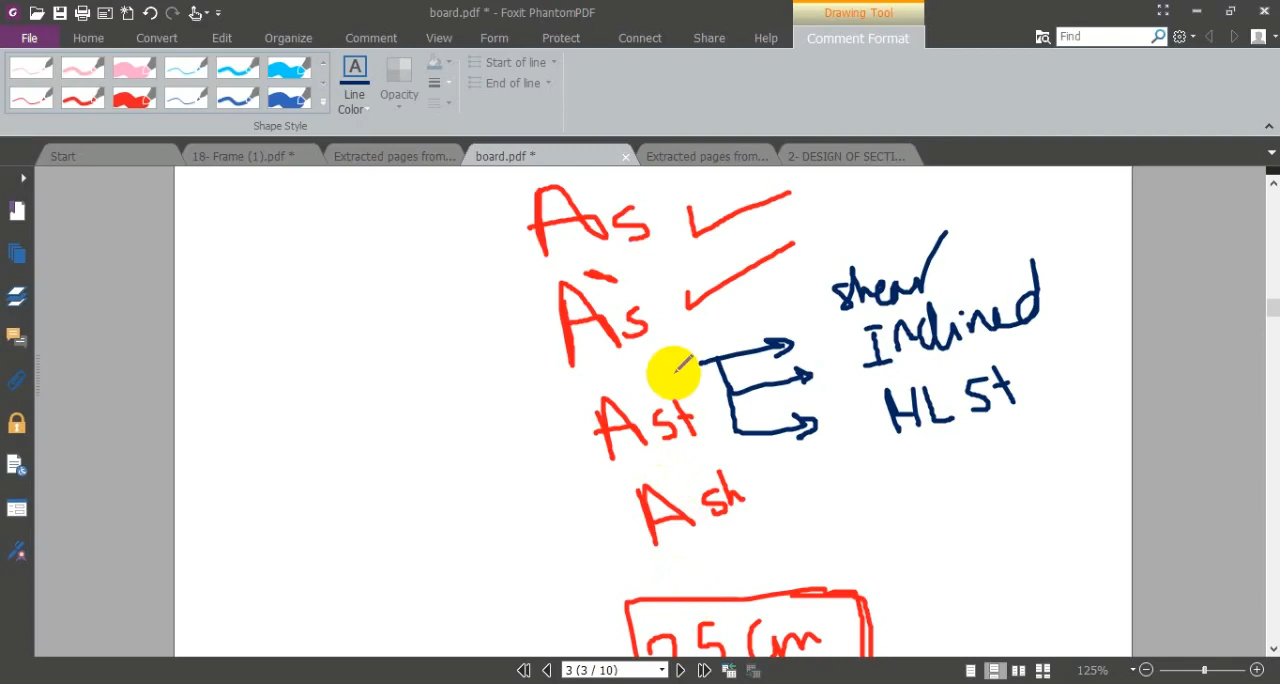 board.pdf * - Foxit PhantomPDF
Drawing Tool
File Home Convert Edit Organize Comment View Form Protect Connect Share Help Comment Format
Find
Line Color
Opacity
Start of line
End of line
Shape Style
Start
18- Frame (1).pdf *
Extracted pages from...
board.pdf *
Extracted pages from...
2- DESIGN OF SECTI...
As
As
shear
Inclined
HL St
Ast
Ash
25 Cm
3 (3 / 10)
125%